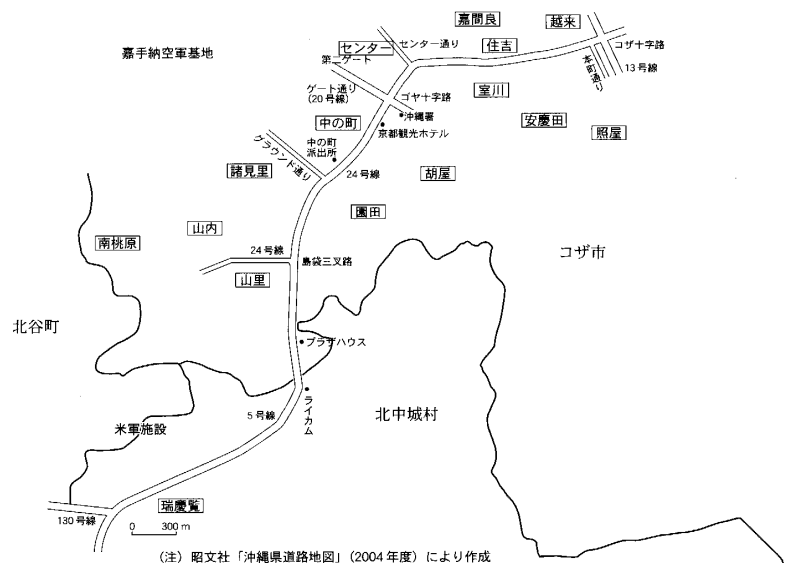 嘉間良
越来
嘉手納空軍基地
センター
センター通り
住吉
コザ十字路
第二ゲート
本町通り
13号線
ゲート通り
(20号線)
ゴヤ十字路
室川
沖縄署
中の町
京都観光ホテル
安慶田
照屋
グラウンド通り
中の町
派出所
諸見里
24号線
胡屋
園田
山内
南桃原
24号線
島袋三叉路
コザ市
山里
北谷町
プラザハウス
ライカム
5号線
北中城村
米軍施設
瑞慶覧
130号線
0 300m
(注) 昭文社「沖縄県道路地図」(2004年度)により作成